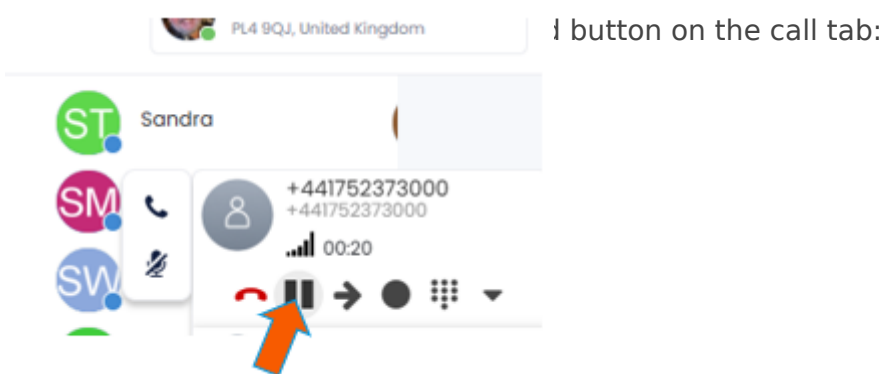 PL4 9QJ, United Kingdom
button on the call tab:
ST
Sandra
SM
+441752373000
+441752373000
00:20
SW